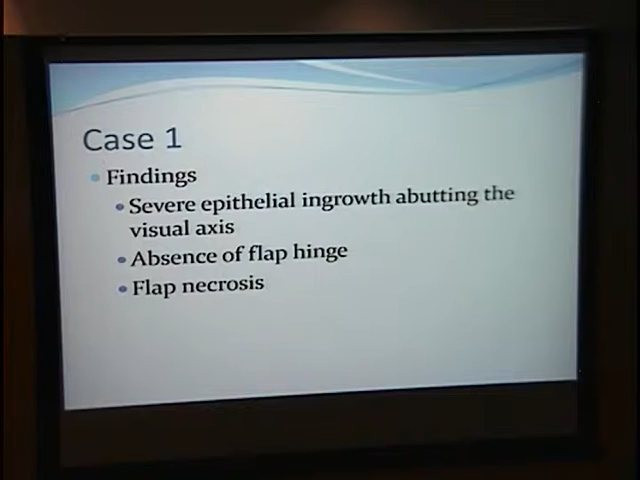 Case 1
Findings
Severe epithelial ingrowth abutting the
visual axis
Absence of flap hinge
Flap necrosis